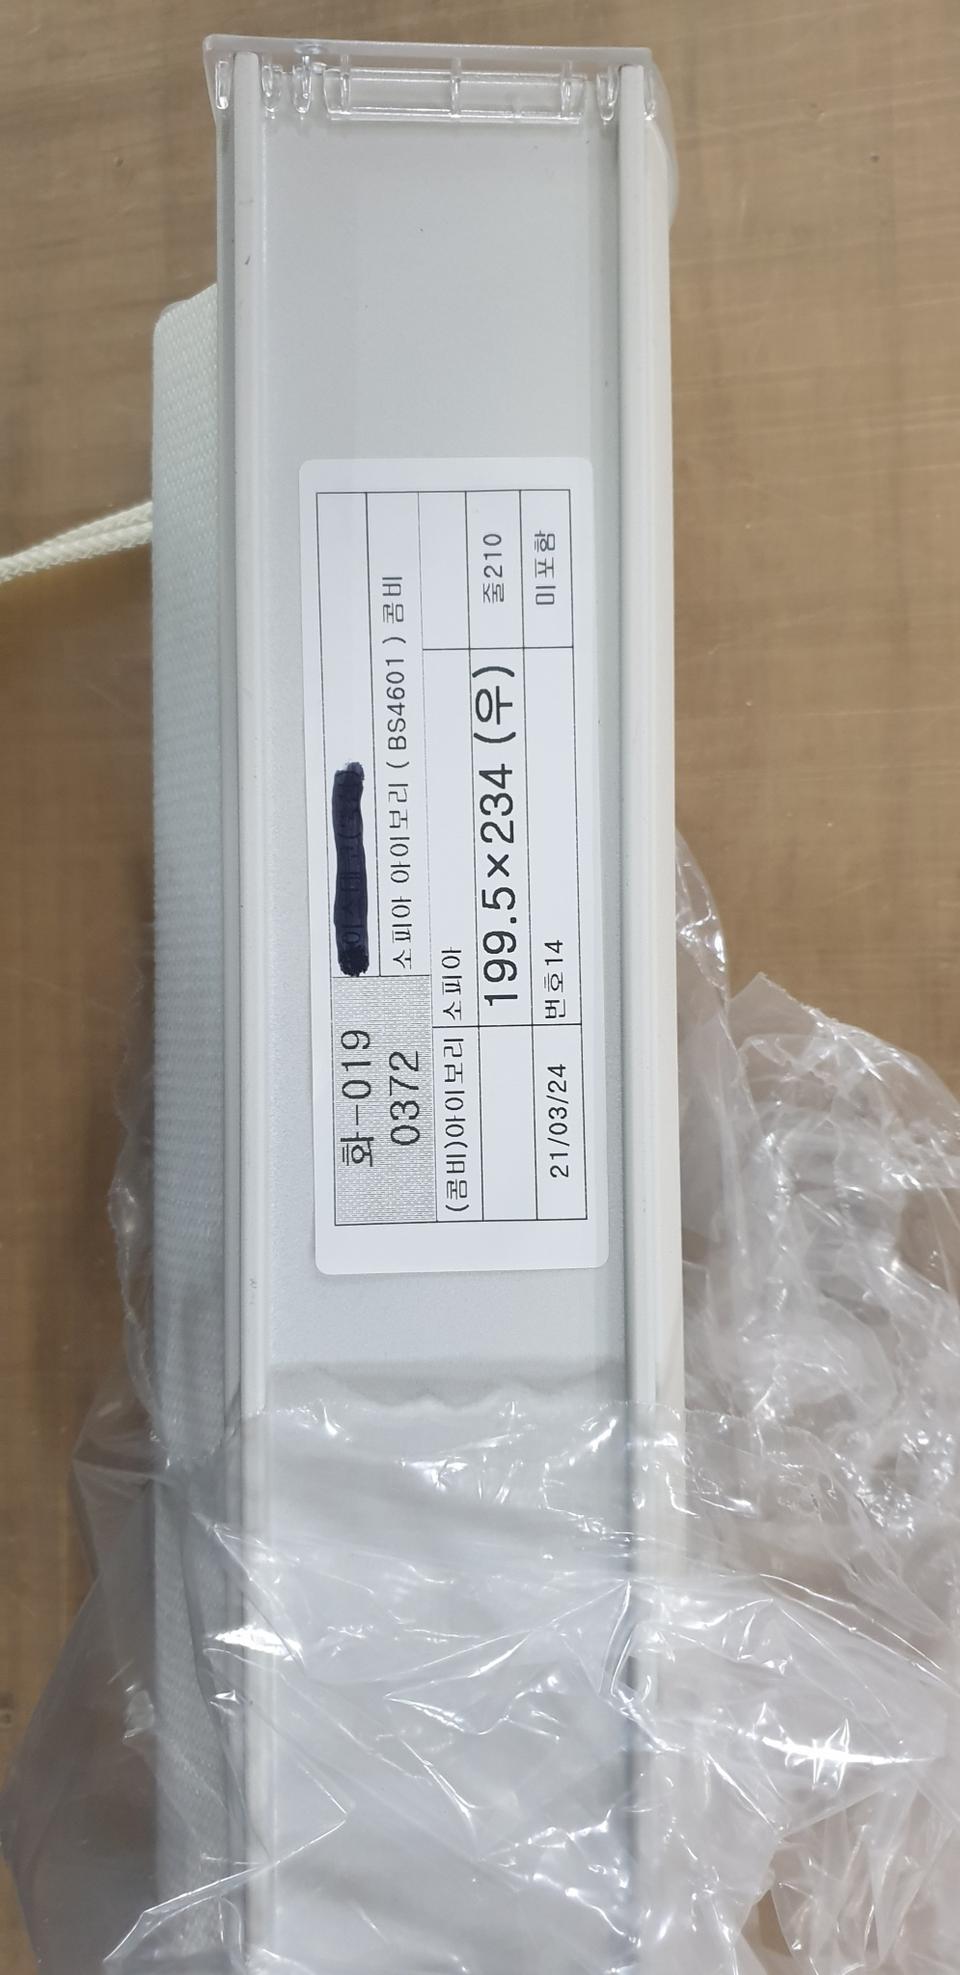 화-019
0372
소피아 아이보리 ( BS4601 ) 콤비
(콤비)아이보리 소피아
199.5×234 (우) 줄210
21/03/24 번호14 미포함